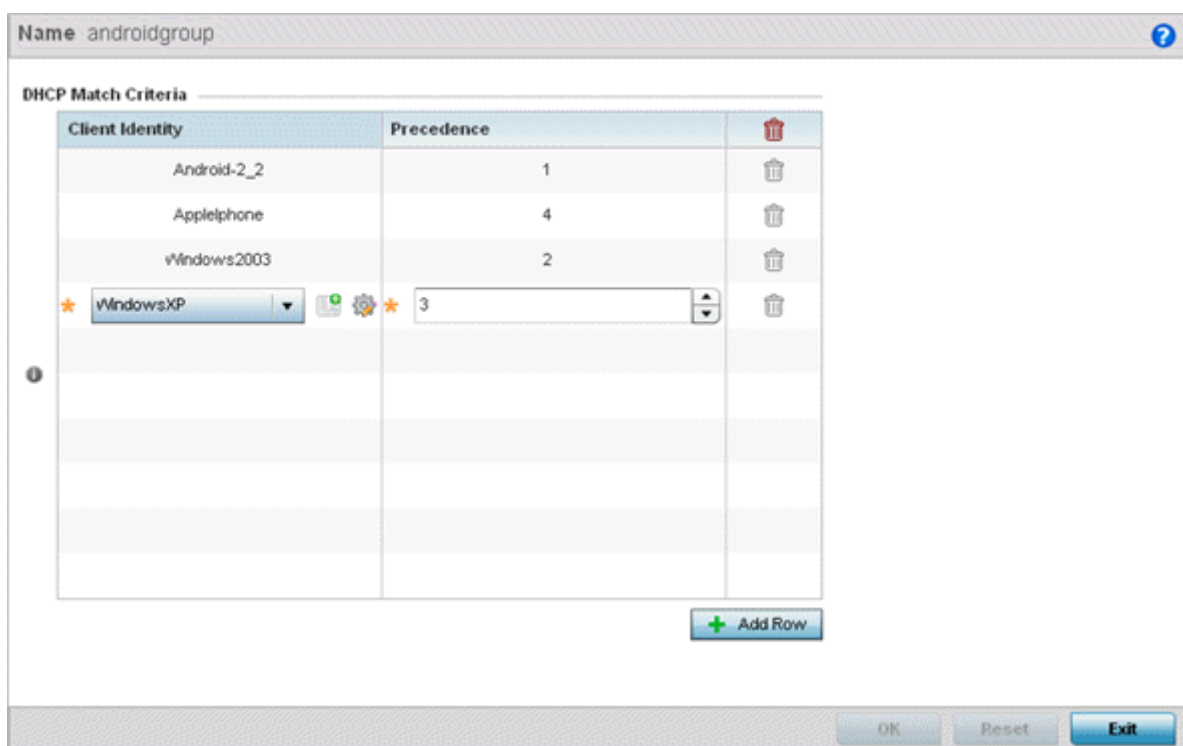 Name androidgroup
?
DHCP Match Criteria
Client Identity Precedence
Android-2_2 1
AppleIphone 4
Windows2003 2
* WindowsXP * 3
i
+ Add Row
OK Reset Exit